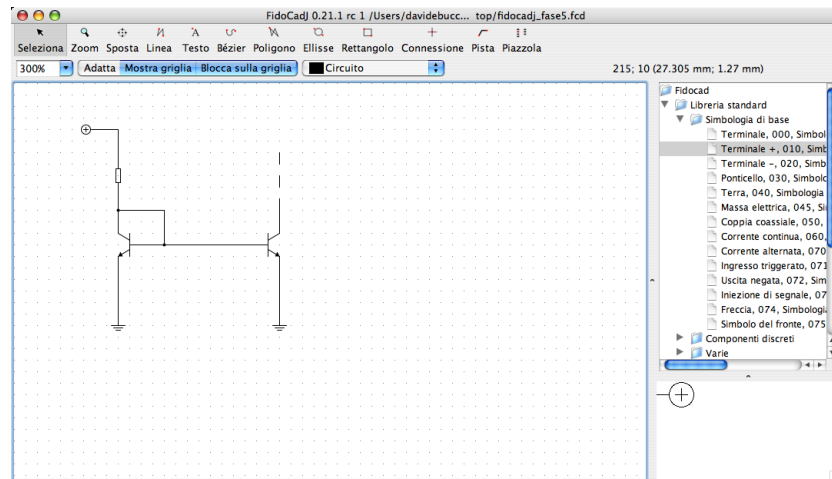 FidoCadJ 0.21.1 rc 1 /Users/davidebucc... top/fidocadj_fase5.fcd
Seleziona Zoom Sposta Linea Testo Bézier Poligono Ellisse Rettangolo Connessione Pista Piazzola
300% Adatta Mostra griglia Blocca sulla griglia Circuito 215; 10 (27.305 mm; 1.27 mm)
Fidocad
Libreria standard
Simbologia di base
Terminale, 000, Simbol
Terminale +, 010, Simb
Terminale –, 020, Simb
Ponticello, 030, Simbolo
Terra, 040, Simbologia
Massa elettrica, 045, Si
Coppia coassiale, 050,
Corrente continua, 060,
Corrente alternata, 070
Ingresso triggerato, 071
Uscita negata, 072, Sim
Iniezione di segnale, 07
Freccia, 074, Simbologi
Simbolo del fronte, 075
Componenti discreti
Varie